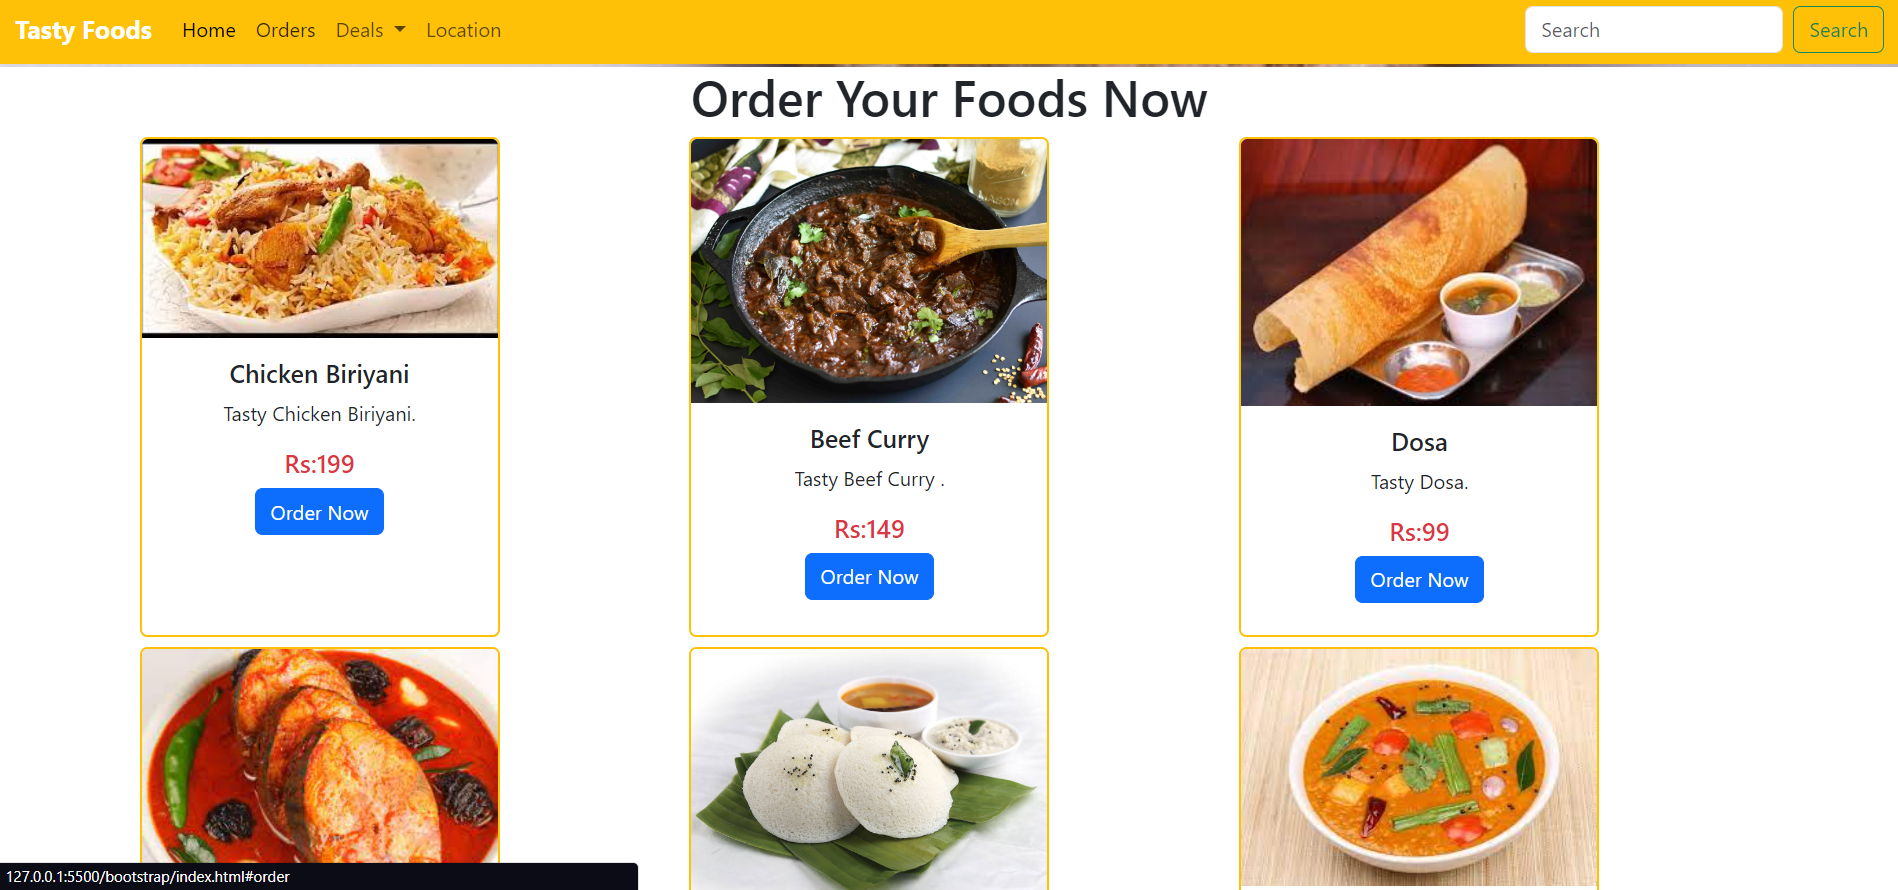 Tasty Foods Home Orders Deals Location Search Search
Order Your Foods Now
Chicken Biriyani
Tasty Chicken Biriyani.
Rs:199
Order Now
Beef Curry
Tasty Beef Curry .
Rs:149
Order Now
Dosa
Tasty Dosa.
Rs:99
Order Now
127.0.0.1:5500/bootstrap/index.html#order